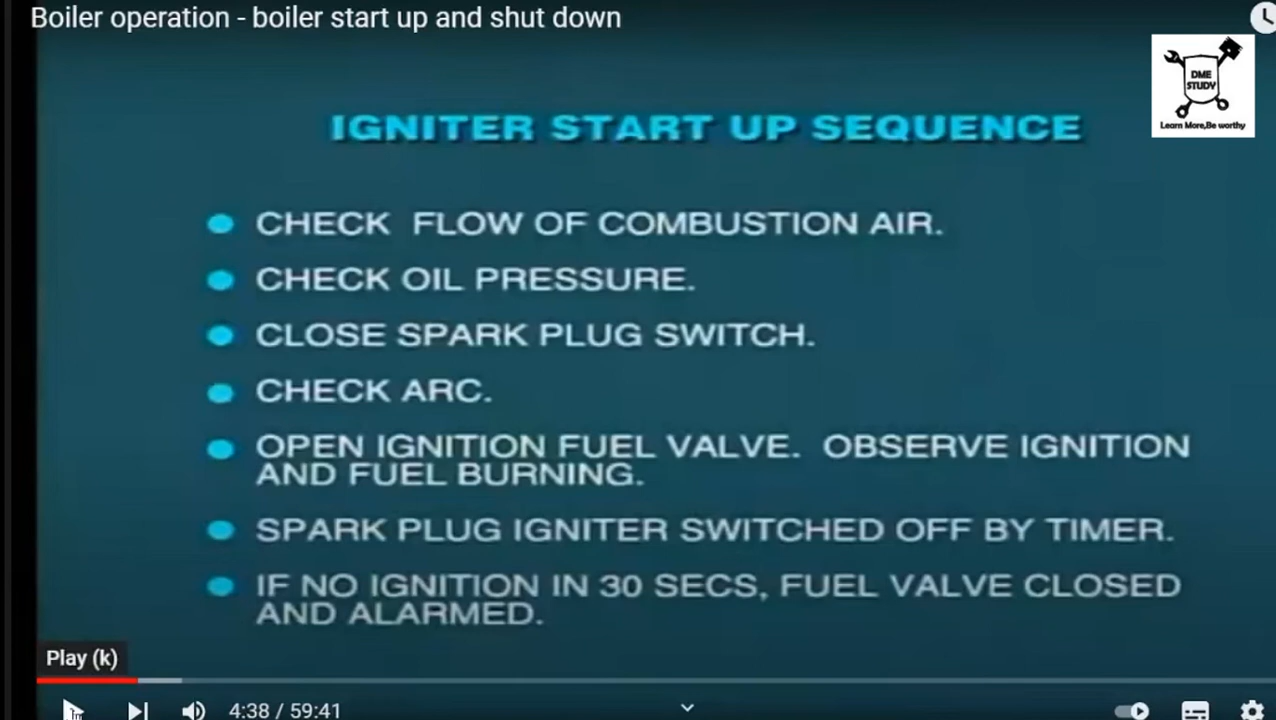 Boiler operation - boiler start up and shut down
DME
STUDY
Learn More,Be worthy
IGNITER START UP SEQUENCE
CHECK FLOW OF COMBUSTION AIR.
CHECK OIL PRESSURE.
CLOSE SPARK PLUG SWITCH.
CHECK ARC.
OPEN IGNITION FUEL VALVE. OBSERVE IGNITION
AND FUEL BURNING.
SPARK PLUG IGNITER SWITCHED OFF BY TIMER.
IF NO IGNITION IN 30 SECS, FUEL VALVE CLOSED
AND ALARMED.
Play (k)
4:38 / 59:41